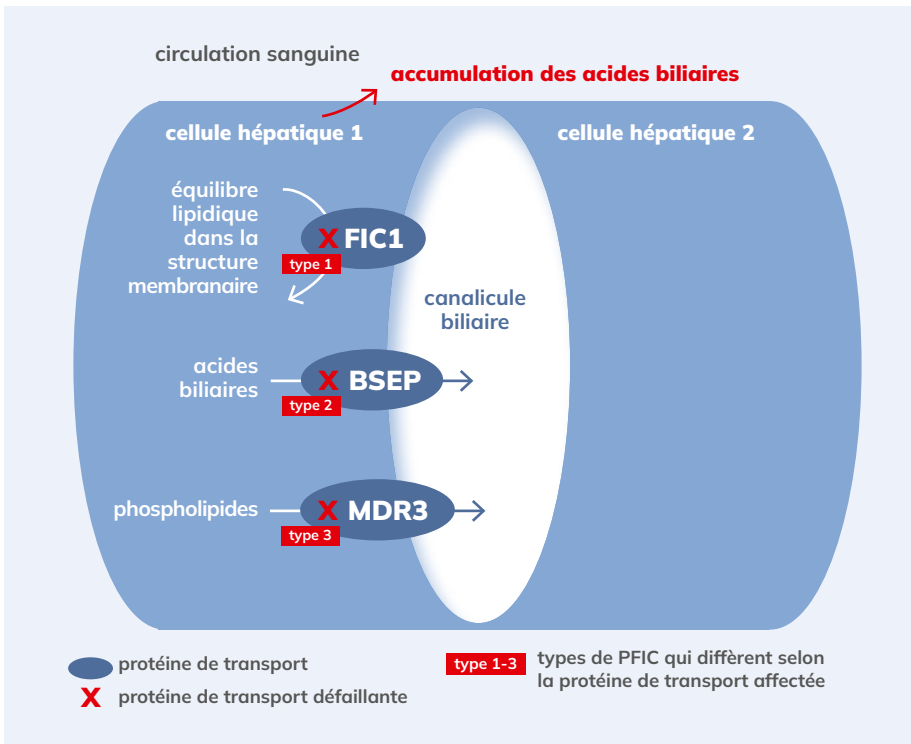 circulation sanguine
accumulation des acides biliaires
cellule hépatique 1
cellule hépatique 2
équilibre
lipidique
dans la
structure
membranaire
X FIC1
type 1
canalicule
biliaire
acides
biliaires
X BSEP
type 2
phospholipides
X MDR3
type 3
protéine de transport
X protéine de transport défaillante
type 1-3
types de PFIC qui diffèrent selon
la protéine de transport affectée